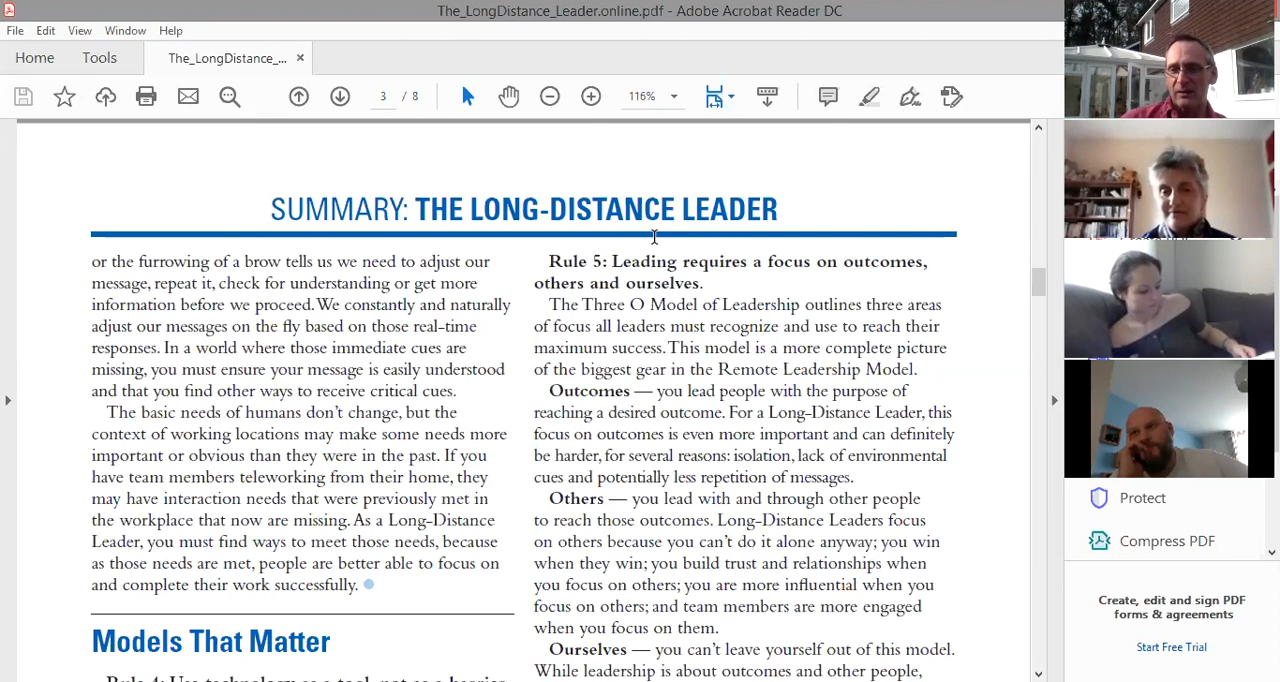 The_LongDistance_Leader.online.pdf - Adobe Acrobat Reader DC
File Edit View Window Help
Home Tools The_LongDistance_... ×
3 / 8 116%
SUMMARY: THE LONG-DISTANCE LEADER
or the furrowing of a brow tells us we need to adjust our
message, repeat it, check for understanding or get more
information before we proceed. We constantly and naturally
adjust our messages on the fly based on those real-time
responses. In a world where those immediate cues are
missing, you must ensure your message is easily understood
and that you find other ways to receive critical cues.
The basic needs of humans don't change, but the
context of working locations may make some needs more
important or obvious than they were in the past. If you
have team members teleworking from their home, they
may have interaction needs that were previously met in
the workplace that now are missing. As a Long-Distance
Leader, you must find ways to meet those needs, because
as those needs are met, people are better able to focus on
and complete their work successfully.
Models That Matter
Rule 4: Use technology as a tool, not as a barrier
Rule 5: Leading requires a focus on outcomes,
others and ourselves.
The Three O Model of Leadership outlines three areas
of focus all leaders must recognize and use to reach their
maximum success. This model is a more complete picture
of the biggest gear in the Remote Leadership Model.
Outcomes — you lead people with the purpose of
reaching a desired outcome. For a Long-Distance Leader, this
focus on outcomes is even more important and can definitely
be harder, for several reasons: isolation, lack of environmental
cues and potentially less repetition of messages.
Others — you lead with and through other people
to reach those outcomes. Long-Distance Leaders focus
on others because you can't do it alone anyway; you win
when they win; you build trust and relationships when
you focus on others; you are more influential when you
focus on others; and team members are more engaged
when you focus on them.
Ourselves — you can't leave yourself out of this model.
While leadership is about outcomes and other people,
Protect
Compress PDF
Create, edit and sign PDF
forms & agreements
Start Free Trial